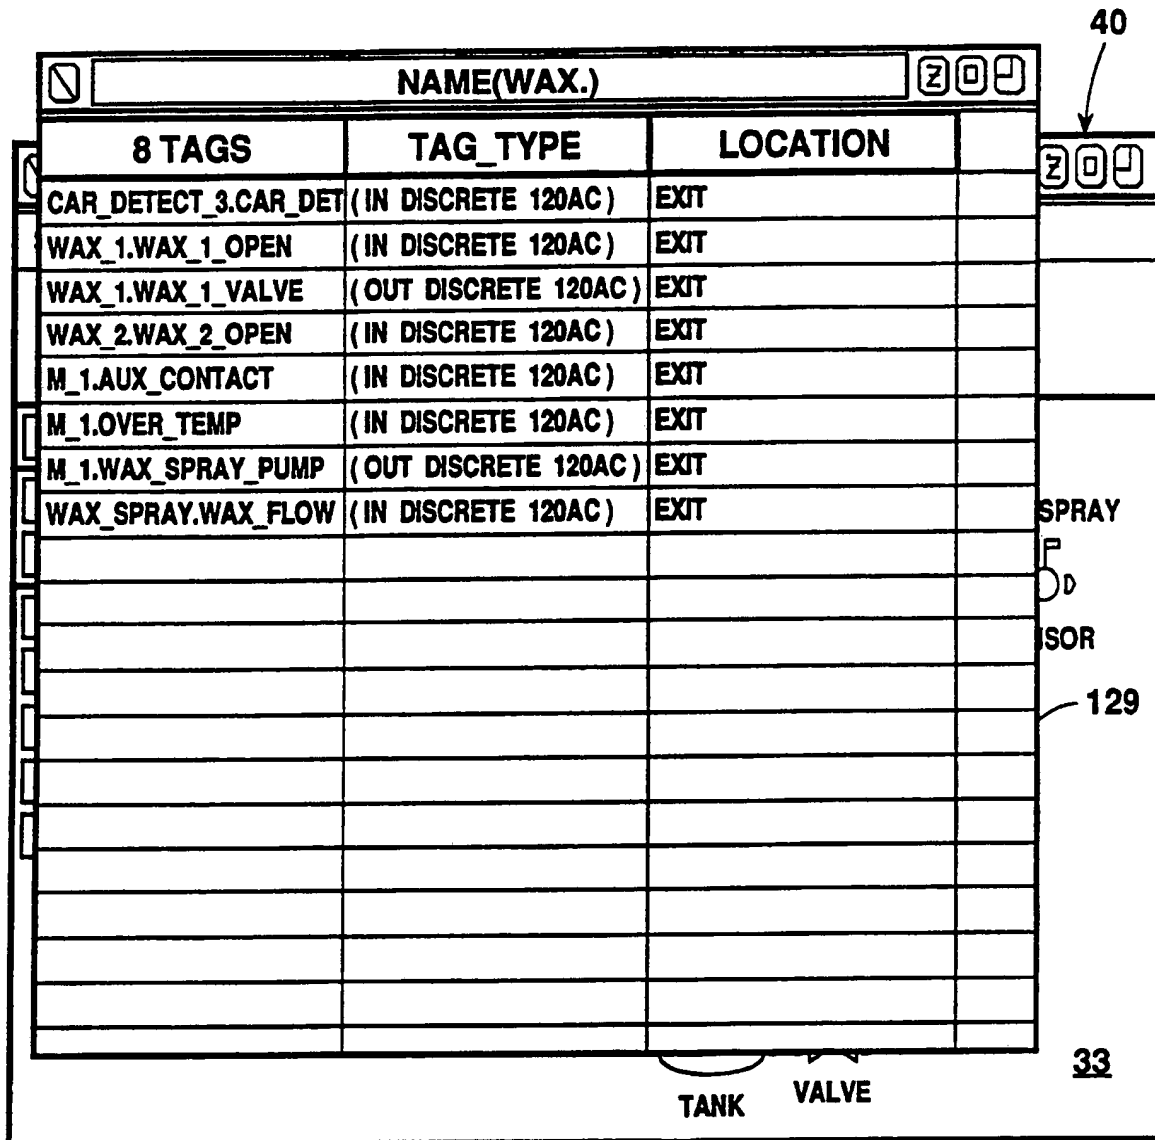 40
NAME(WAX.)
Z
8 TAGS TAG_TYPE LOCATION
Z
CAR_DETECT_3.CAR_DET (IN DISCRETE 120AC) EXIT
WAX_1.WAX_1_OPEN (IN DISCRETE 120AC) EXIT
WAX_1.WAX_1_VALVE (OUT DISCRETE 120AC) EXIT
WAX_2.WAX_2_OPEN (IN DISCRETE 120AC) EXIT
M_1.AUX_CONTACT (IN DISCRETE 120AC) EXIT
M_1.OVER_TEMP (IN DISCRETE 120AC) EXIT
M_1.WAX_SPRAY_PUMP (OUT DISCRETE 120AC) EXIT
WAX_SPRAY.WAX_FLOW (IN DISCRETE 120AC) EXIT
SPRAY
D
SOR
129
33
TANK VALVE